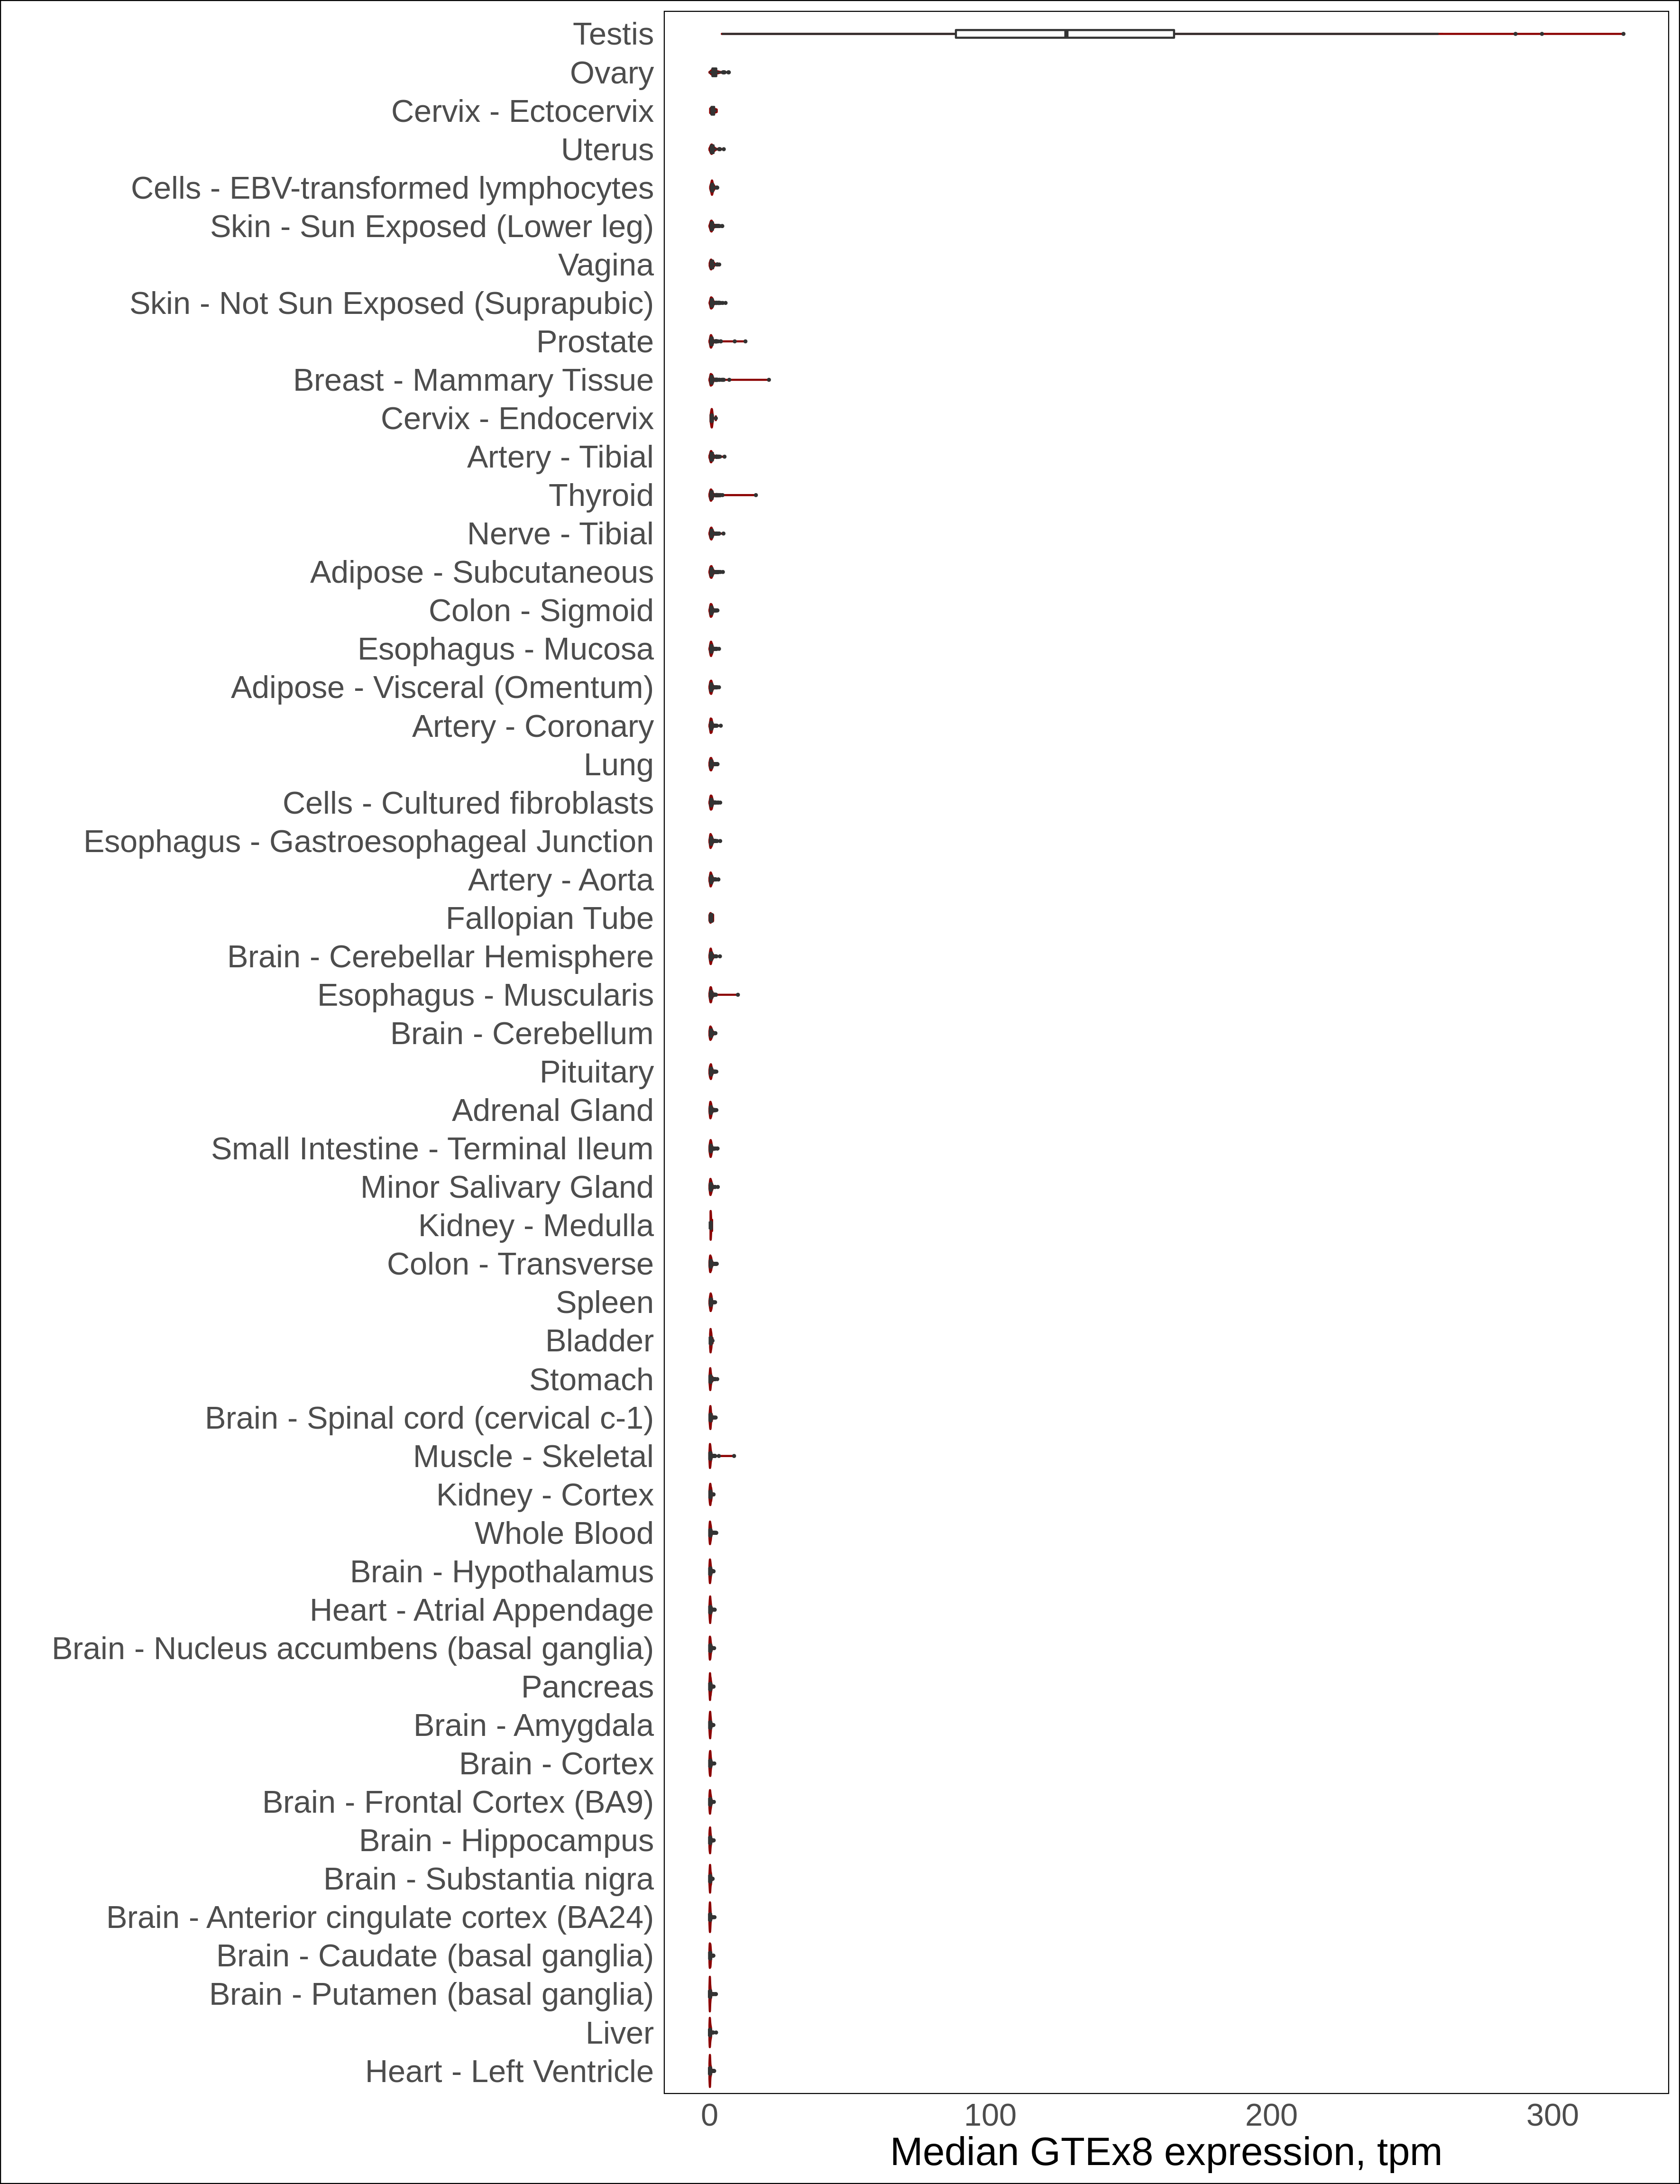 Testis
Ovary
Cervix - Ectocervix
Uterus
Cells - EBV-transformed lymphocytes
Skin - Sun Exposed (Lower leg)
Vagina
Skin - Not Sun Exposed (Suprapubic)
Prostate
Breast - Mammary Tissue
Cervix - Endocervix
Artery - Tibial
Thyroid
Nerve - Tibial
Adipose - Subcutaneous
Colon - Sigmoid
Esophagus - Mucosa
Adipose - Visceral (Omentum)
Artery - Coronary
Lung
Cells - Cultured fibroblasts
Esophagus - Gastroesophageal Junction
Artery - Aorta
Fallopian Tube
Brain - Cerebellar Hemisphere
Esophagus - Muscularis
Brain - Cerebellum
Pituitary
Adrenal Gland
Small Intestine - Terminal Ileum
Minor Salivary Gland
Kidney - Medulla
Colon - Transverse
Spleen
Bladder
Stomach
Brain - Spinal cord (cervical c-1)
Muscle - Skeletal
Kidney - Cortex
Whole Blood
Brain - Hypothalamus
Heart - Atrial Appendage
Brain - Nucleus accumbens (basal ganglia)
Pancreas
Brain - Amygdala
Brain - Cortex
Brain - Frontal Cortex (BA9)
Brain - Hippocampus
Brain - Substantia nigra
Brain - Anterior cingulate cortex (BA24)
Brain - Caudate (basal ganglia)
Brain - Putamen (basal ganglia)
Liver
Heart - Left Ventricle
0 100 200 300
Median GTEx8 expression, tpm